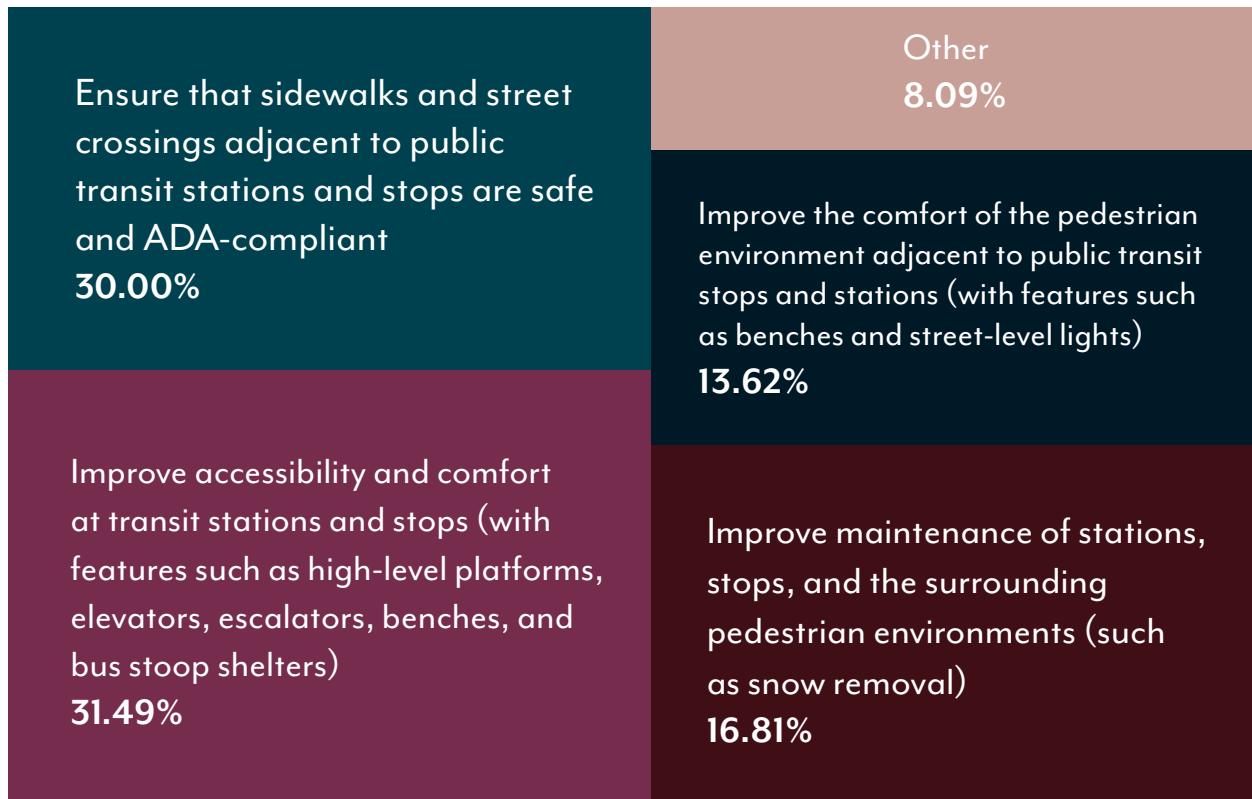 Ensure that sidewalks and street
crossings adjacent to public
transit stations and stops are safe
and ADA-compliant
30.00%
Improve accessibility and comfort
at transit stations and stops (with
features such as high-level platforms,
elevators, escalators, benches, and
bus stoop shelters)
31.49%
Other
8.09%
Improve the comfort of the pedestrian
environment adjacent to public transit
stops and stations (with features such
as benches and street-level lights)
13.62%
Improve maintenance of stations,
stops, and the surrounding
pedestrian environments (such
as snow removal)
16.81%